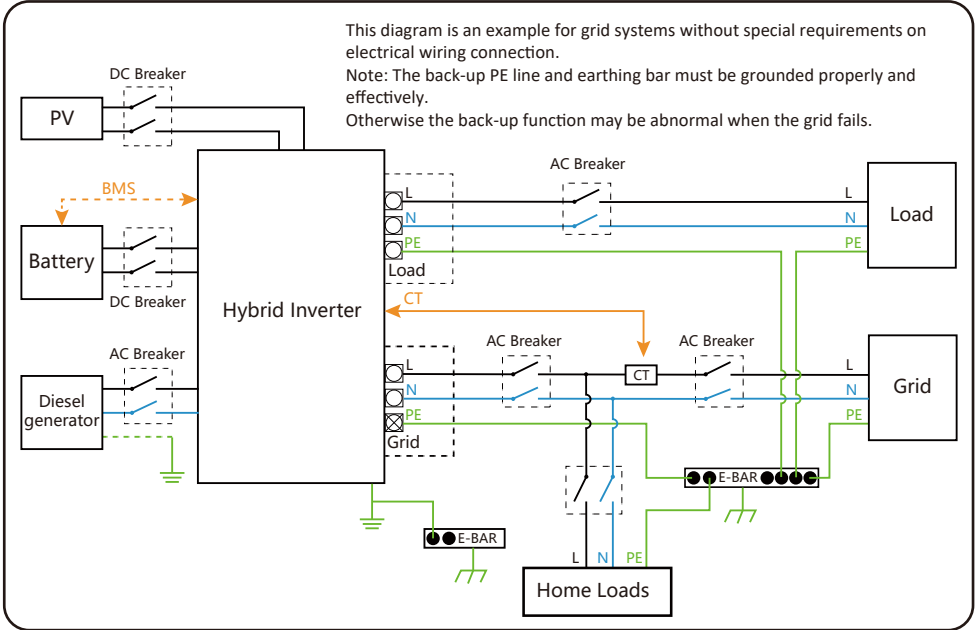 This diagram is an example for grid systems without special requirements on
electrical wiring connection.
Note: The back-up PE line and earthing bar must be grounded properly and
effectively.
Otherwise the back-up function may be abnormal when the grid fails.
DC Breaker
PV
BMS
Battery
DC Breaker
Hybrid Inverter
AC Breaker
Diesel
generator
L
N
PE
Load
AC Breaker
L
N
PE
Load
CT
L
N
PE
Grid
AC Breaker
CT
AC Breaker
L
N
PE
Grid
E-BAR
E-BAR
L
N
PE
Home Loads